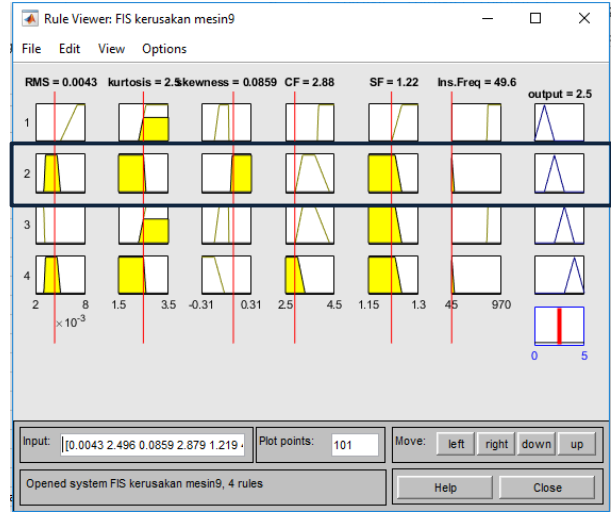 Rule Viewer: FIS kerusakan mesin9
File Edit View Options
RMS = 0.0043 kurtosis = 2.5 skewness = 0.0859 CF = 2.88 SF = 1.22 Ins.Freq = 49.6 output = 2.5
1
2
3
4
2 8 1.5 3.5 -0.31 0.31 2.5 4.5 1.15 1.3 45 970
×10-3
0 5
Input: [0.0043 2.496 0.0859 2.879 1.219 Plot points: 101 Move: left right down up
Opened system FIS kerusakan mesin9, 4 rules Help Close